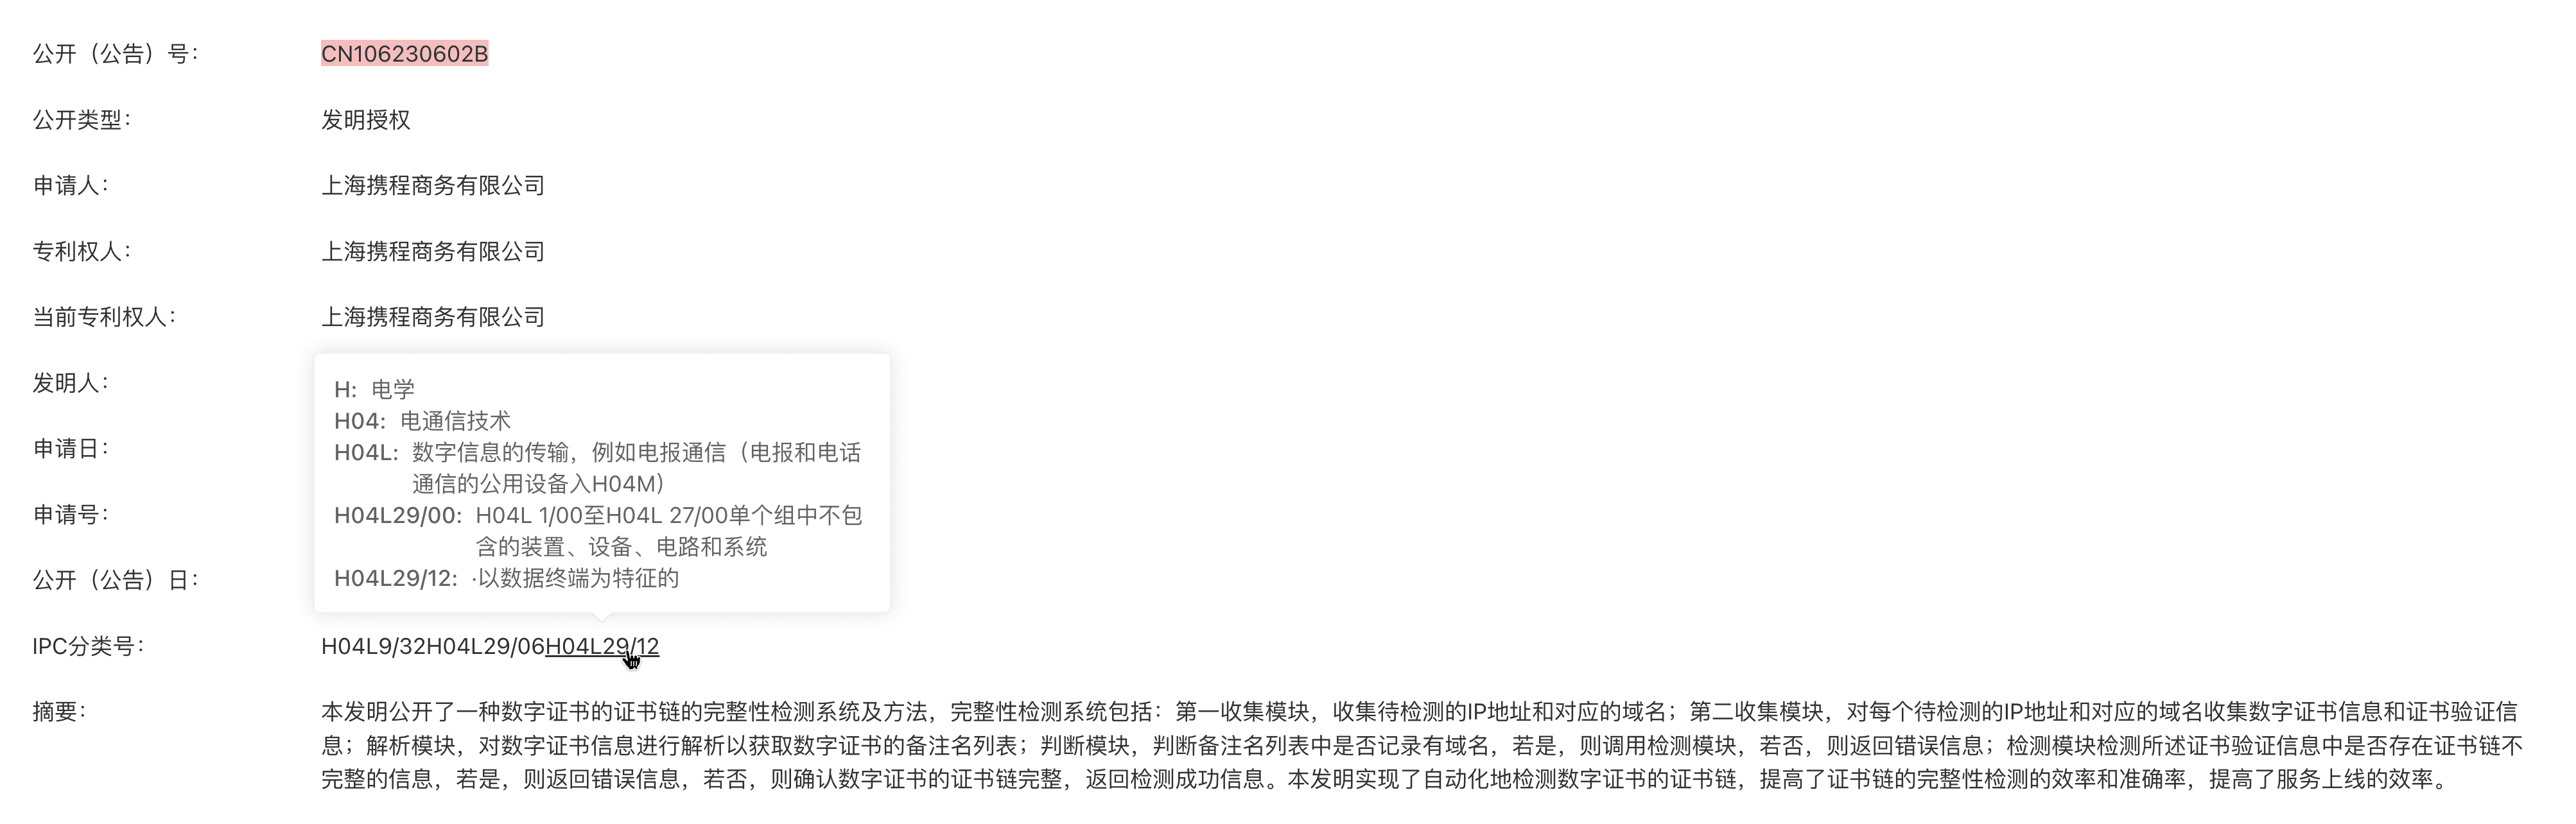 公开（公告）号： CN106230602B
公开类型： 发明授权
申请人： 上海携程商务有限公司
专利权人： 上海携程商务有限公司
当前专利权人： 上海携程商务有限公司
发明人：
申请日：
申请号：
公开（公告）日：
H: 电学
H04: 电通信技术
H04L: 数字信息的传输，例如电报通信（电报和电话
通信的公用设备入H04M）
H04L29/00: H04L 1/00至H04L 27/00单个组中不包
含的装置、设备、电路和系统
H04L29/12: ·以数据终端为特征的
IPC分类号： H04L9/32H04L29/06H04L29/12
摘要： 本发明公开了一种数字证书的证书链的完整性检测系统及方法，完整性检测系统包括：第一收集模块，收集待检测的IP地址和对应的域名；第二收集模块，对每个待检测的IP地址和对应的域名收集数字证书信息和证书验证信
息；解析模块，对数字证书信息进行解析以获取数字证书的备注名列表；判断模块，判断备注名列表中是否记录有域名，若是，则调用检测模块，若否，则返回错误信息；检测模块检测所述证书验证信息中是否存在证书链不
完整的信息，若是，则返回错误信息，若否，则确认数字证书的证书链完整，返回检测成功信息。本发明实现了自动化地检测数字证书的证书链，提高了证书链的完整性检测的效率和准确率，提高了服务上线的效率。